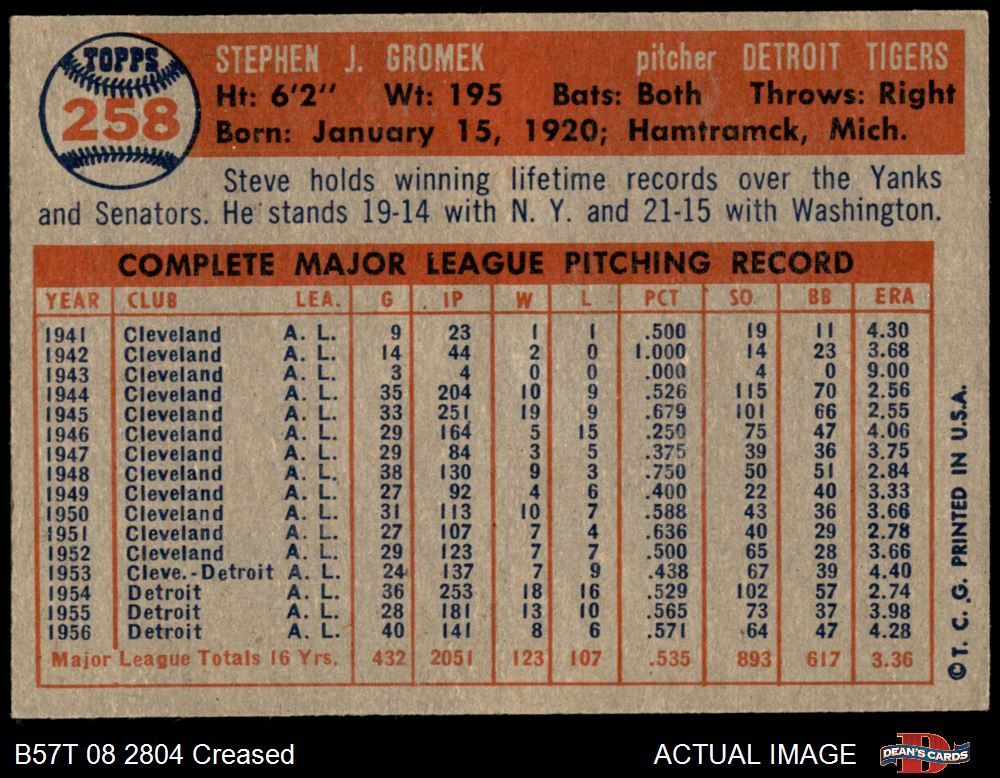 TOPPS
258
STEPHEN J. GROMEK pitcher DETROIT TIGERS
Ht: 6'2" Wt: 195 Bats: Both Throws: Right
Born: January 15, 1920; Hamtramck, Mich.
Steve holds winning lifetime records over the Yanks
and Senators. He stands 19-14 with N. Y. and 21-15 with Washington.
COMPLETE MAJOR LEAGUE PITCHING RECORD
YEAR CLUB LEA. G IP W L PCT SO BB ERA
1941 Cleveland A. L. 9 23 1 1 .500 19 11 4.30
1942 Cleveland A. L. 14 44 2 0 1.000 14 23 3.68
1943 Cleveland A. L. 3 4 0 0 .000 4 0 9.00
1944 Cleveland A. L. 35 204 10 9 .526 115 70 2.56
1945 Cleveland A. L. 33 251 19 9 .679 101 66 2.55
1946 Cleveland A. L. 29 164 5 15 .250 75 47 4.06
1947 Cleveland A. L. 29 84 3 5 .375 39 36 3.75
1948 Cleveland A. L. 38 130 9 3 .750 50 51 2.84
1949 Cleveland A. L. 27 92 4 6 .400 22 40 3.33
1950 Cleveland A. L. 31 113 10 7 .588 43 36 3.66
1951 Cleveland A. L. 27 107 7 4 .636 40 29 2.78
1952 Cleveland A. L. 29 123 7 7 .500 65 28 3.66
1953 Cleve.-Detroit A. L. 24 137 7 9 .438 67 39 4.40
1954 Detroit A. L. 36 253 18 16 .529 102 57 2.74
1955 Detroit A. L. 28 181 13 10 .565 73 37 3.98
1956 Detroit A. L. 40 141 8 6 .571 64 47 4.28
Major League Totals 16 Yrs. 432 2051 123 107 .535 893 617 3.36
©T. C. G. PRINTED IN U.S.A.
B57T 08 2804 Creased ACTUAL IMAGE
DEAN'S CARDS